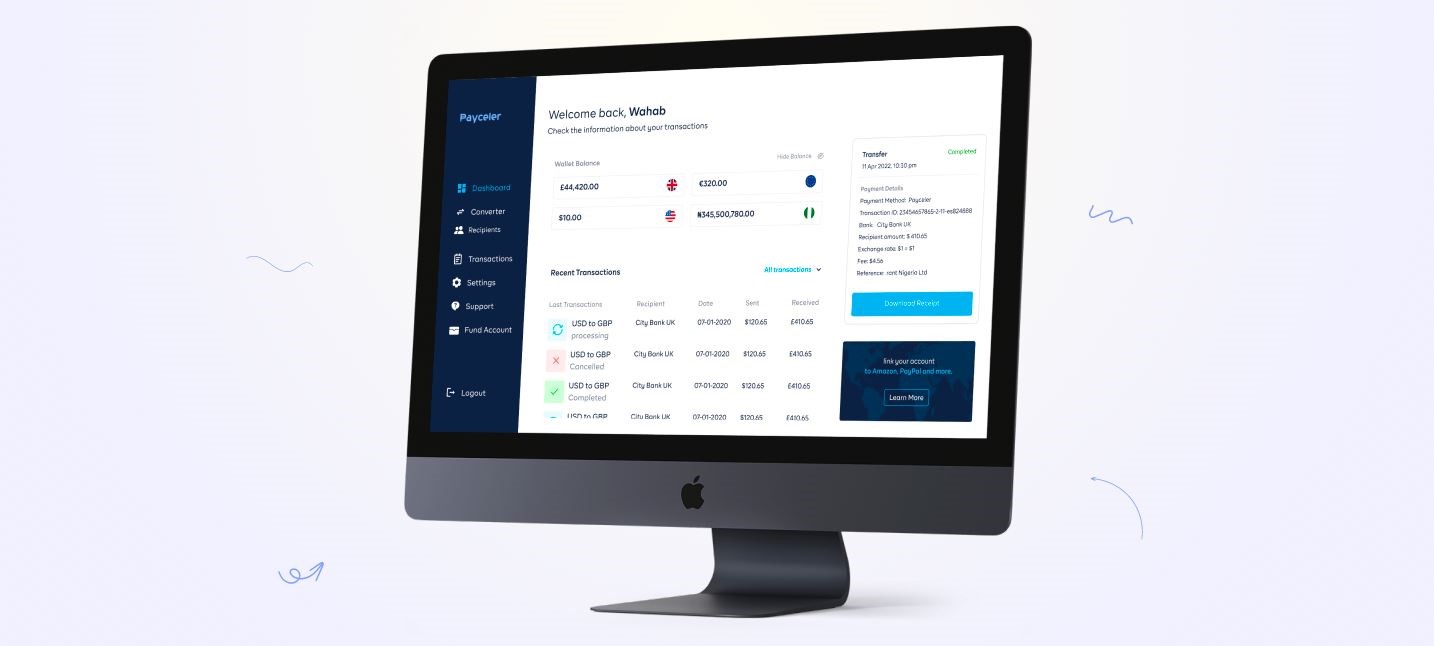 Payceler
Dashboard
Converter
Recipients
Transactions
Settings
Support
Fund Account
Logout
Welcome back, Wahab
Check the information about your transactions
Wallet Balance
Hide Balance
£44,420.00
€320.00
$10.00
₦345,500,780.00
Recent Transactions
All transactions
Last Transactions Recipient Date Sent Received
USD to GBP City Bank UK 07-01-2020 $120.65 £410.65
processing
USD to GBP City Bank UK 07-01-2020 $120.65 £410.65
Cancelled
USD to GBP City Bank UK 07-01-2020 $120.65 £410.65
Completed
USD to GBP City Bank UK 07-01-2020 $120.65 £410.65
Transfer Completed
11 Apr 2022, 10:30 pm
Payment Details
Payment Method: Payceler
Transaction ID: 23454657865-2-11-es824888
Bank City Bank UK
Recipient amount: $ 410.65
Exchange rate: $1 = $1
Fee: $4.56
Reference: rant Nigeria Ltd
Download Receipt
link your account
to Amazon, PayPal and more.
Learn More